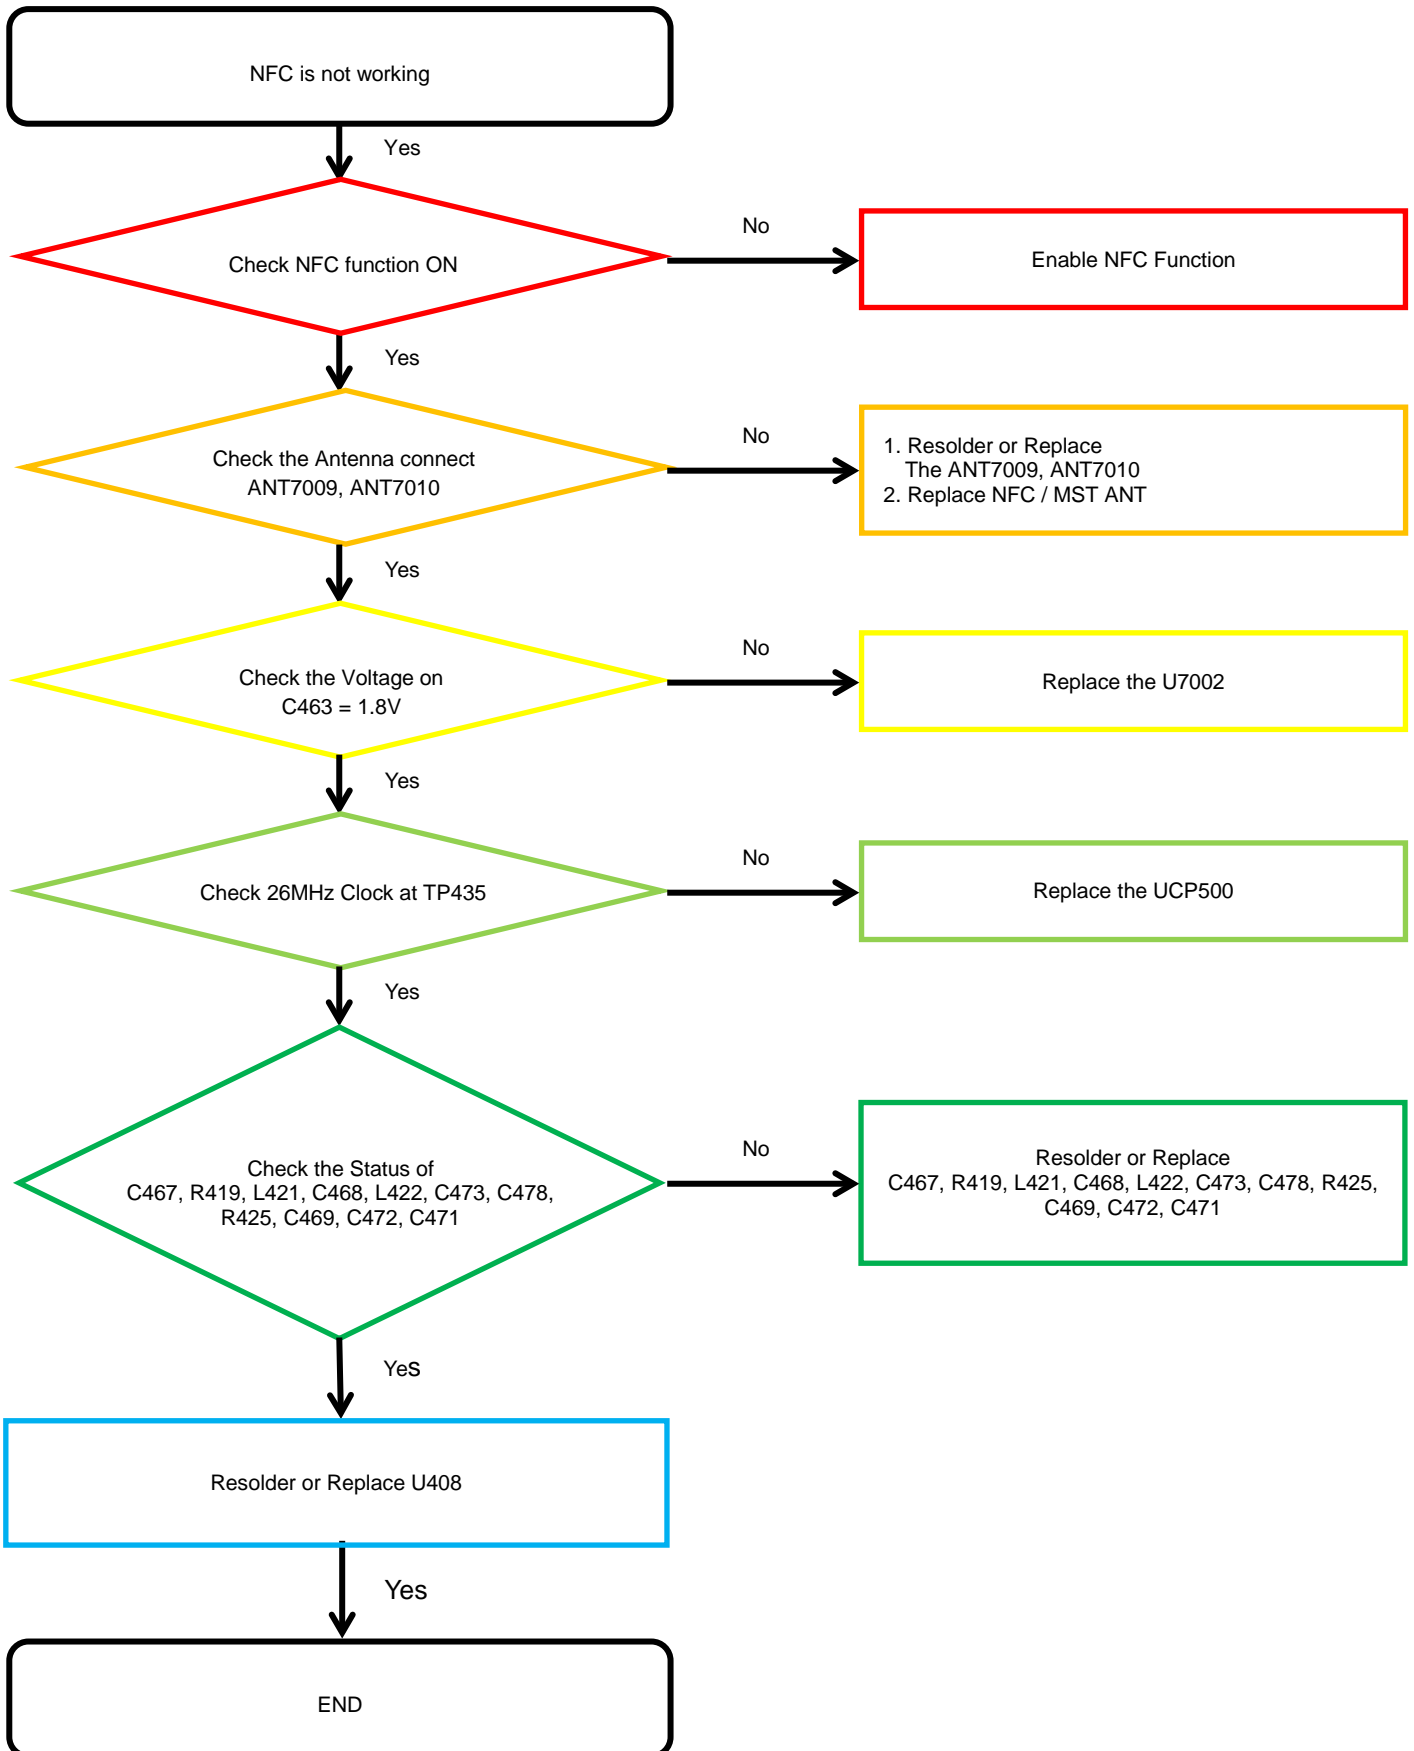 NFC is not working
Yes
Check NFC function ON
No
Enable NFC Function
Yes
Check the Antenna connect
ANT7009, ANT7010
No
1. Resolder or Replace
The ANT7009, ANT7010
2. Replace NFC / MST ANT
Yes
Check the Voltage on
C463 = 1.8V
No
Replace the U7002
Yes
Check 26MHz Clock at TP435
No
Replace the UCP500
Yes
Check the Status of
C467, R419, L421, C468, L422, C473, C478,
R425, C469, C472, C471
No
Resolder or Replace
C467, R419, L421, C468, L422, C473, C478, R425,
C469, C472, C471
Yes
Resolder or Replace U408
Yes
END